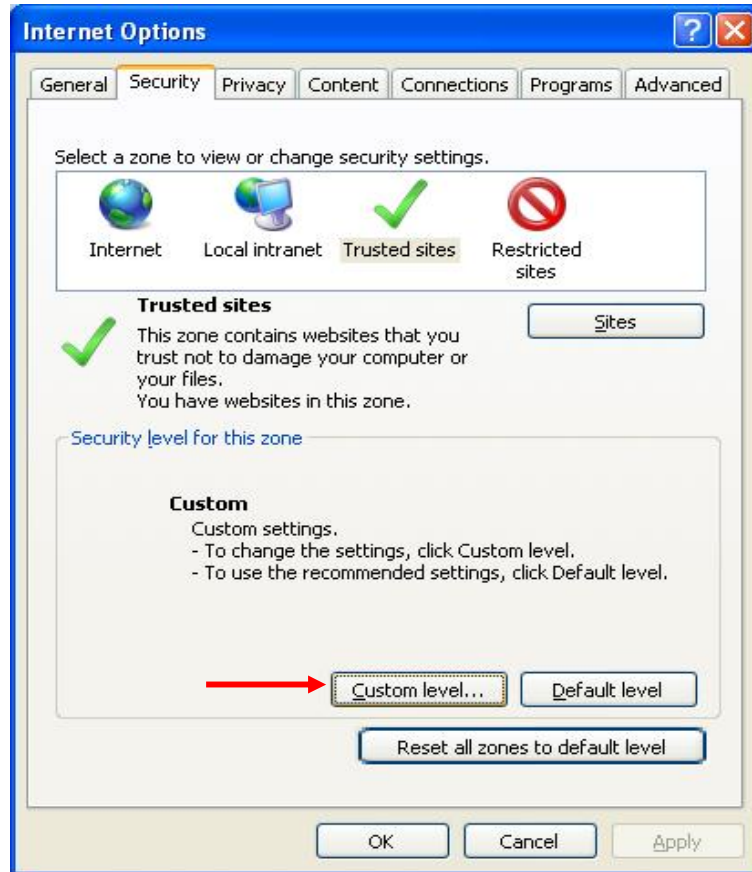 Internet Options
General Security Privacy Content Connections Programs Advanced
Select a zone to view or change security settings.
Internet Local intranet Trusted sites Restricted
sites
Trusted sites
Sites
This zone contains websites that you
trust not to damage your computer or
your files.
You have websites in this zone.
Security level for this zone
Custom
Custom settings.
- To change the settings, click Custom level.
- To use the recommended settings, click Default level.
Custom level... Default level
Reset all zones to default level
OK Cancel Apply